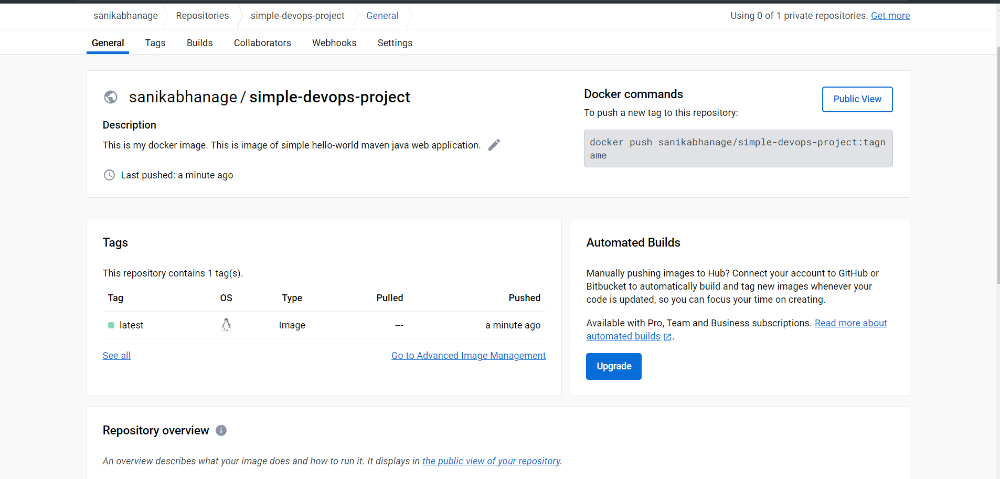 sanikabhanage Repositories simple-devops-project General Using 0 of 1 private repositories. Get more
General Tags Builds Collaborators Webhooks Settings
sanikabhanage / simple-devops-project
Description
This is my docker image. This is image of simple hello-world maven java web application.
Last pushed: a minute ago
Docker commands
Public View
To push a new tag to this repository:
docker push sanikabhanage/simple-devops-project:tagn
ame
Tags
This repository contains 1 tag(s).
Tag OS Type Pulled Pushed
latest Image --- a minute ago
See all Go to Advanced Image Management
Automated Builds
Manually pushing images to Hub? Connect your account to GitHub or
Bitbucket to automatically build and tag new images whenever your
code is updated, so you can focus your time on creating.
Available with Pro, Team and Business subscriptions. Read more about
automated builds.
Upgrade
Repository overview
An overview describes what your image does and how to run it. It displays in the public view of your repository.